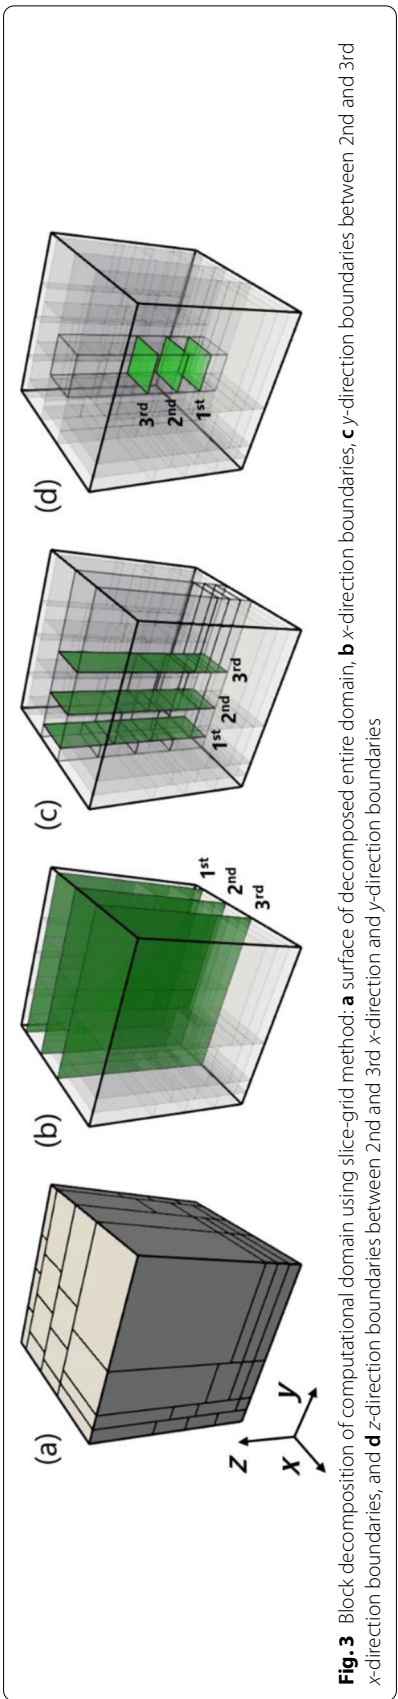 (a)
z
x
y
(b)
1st
2nd
3rd
(c)
1st
2nd
3rd
(d)
3rd
2nd
1st
Fig. 3 Block decomposition of computational domain using slice-grid method: a surface of decomposed entire domain, b x-direction boundaries, c y-direction boundaries between 2nd and 3rd
x-direction boundaries, and d z-direction boundaries between 2nd and 3rd x-direction and y-direction boundaries